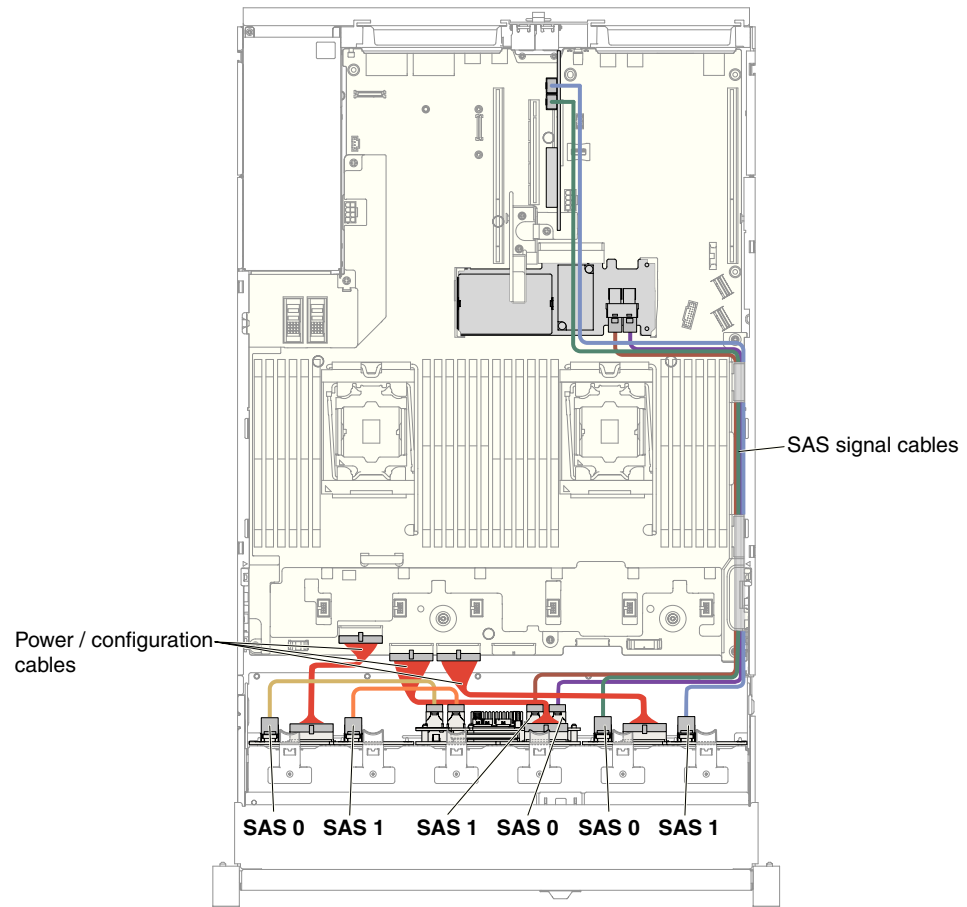 SAS signal cables
Power / configuration
cables
SAS 0 SAS 1 SAS 1 SAS 0 SAS 0 SAS 1